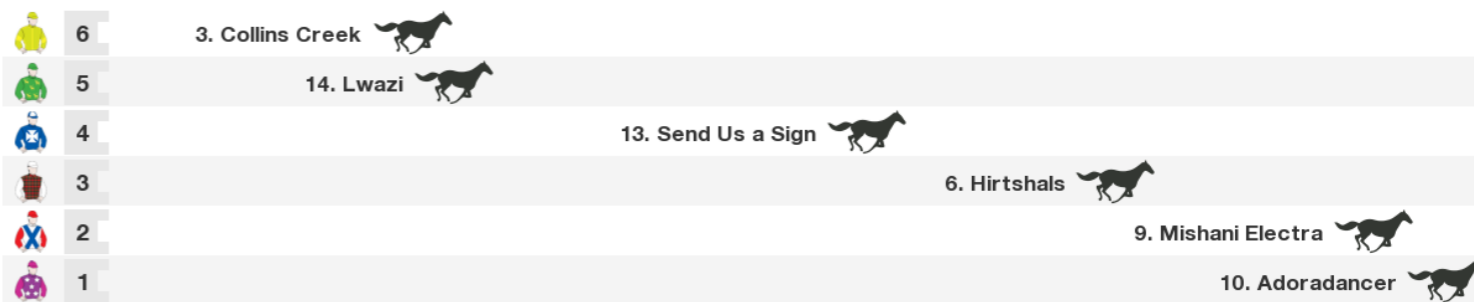 6 3. Collins Creek
5 14. Lwazi
4 13. Send Us a Sign
3 6. Hirtshals
2 9. Mishani Electra
1 10. Adoradancer